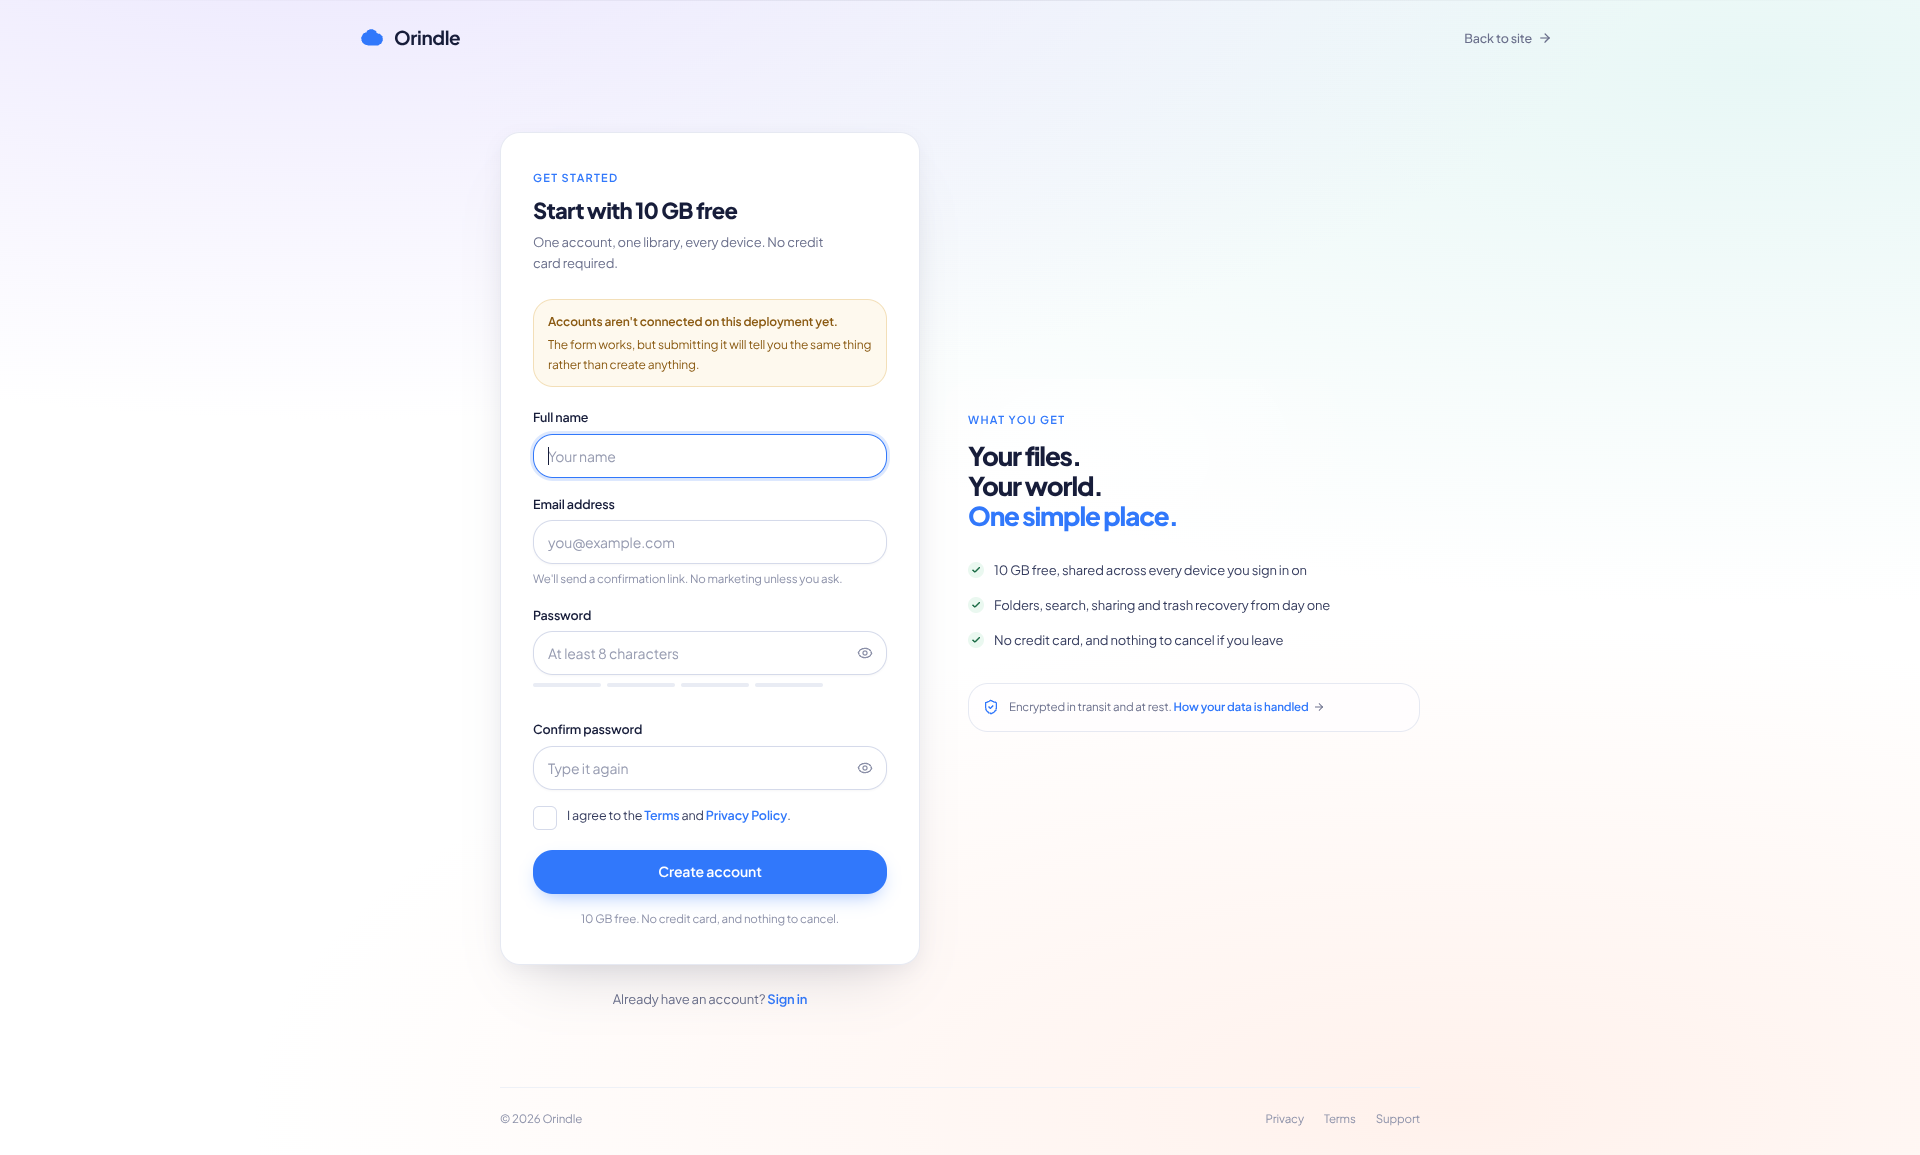 Orindle
Back to site
GET STARTED
Start with 10 GB free
One account, one library, every device. No credit
card required.
Accounts aren't connected on this deployment yet.
The form works, but submitting it will tell you the same thing
rather than create anything.
Full name
Your name
Email address
you@example.com
We'll send a confirmation link. No marketing unless you ask.
Password
At least 8 characters
Confirm password
Type it again
I agree to the Terms and Privacy Policy.
Create account
10 GB free. No credit card, and nothing to cancel.
Already have an account? Sign in
WHAT YOU GET
Your files.
Your world.
One simple place.
10 GB free, shared across every device you sign in on
Folders, search, sharing and trash recovery from day one
No credit card, and nothing to cancel if you leave
Encrypted in transit and at rest. How your data is handled
© 2026 Orindle
Privacy
Terms
Support